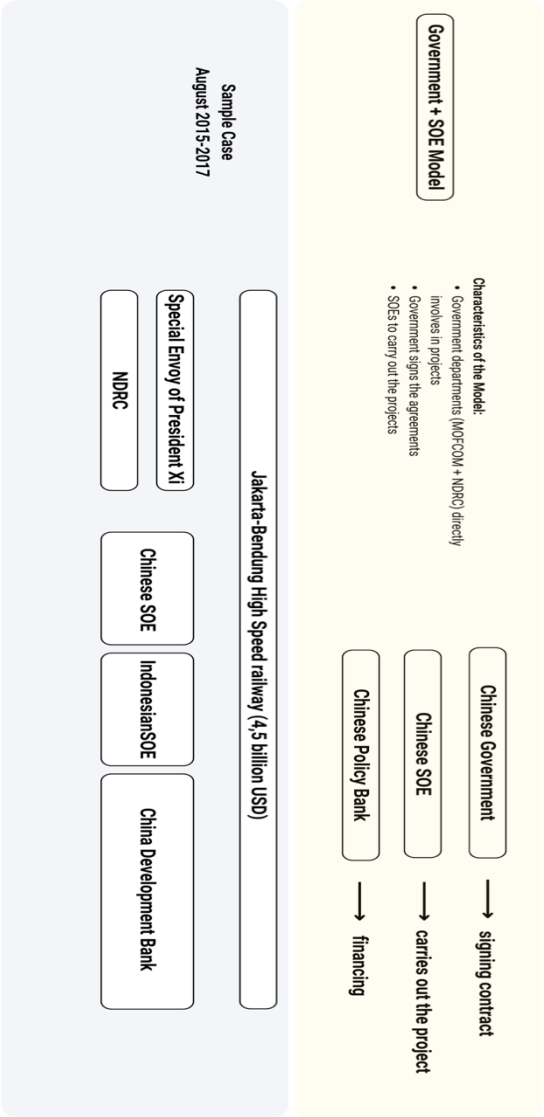 Government + SOE Model
Characteristics of the Model:
• Government departments (MOFCOM + NDRC) directly
involves in projects
• Government signs the agreements
• SOEs to carry out the projects
Chinese Government
signing contract
Chinese SOE
carries out the project
Chinese Policy Bank
financing
Sample Case
August 2015-2017
Jakarta-Bendung High Speed railway (4,5 billion USD)
Special Envoy of President Xi
NDRC
Chinese SOE
IndonesianSOE
China Development Bank